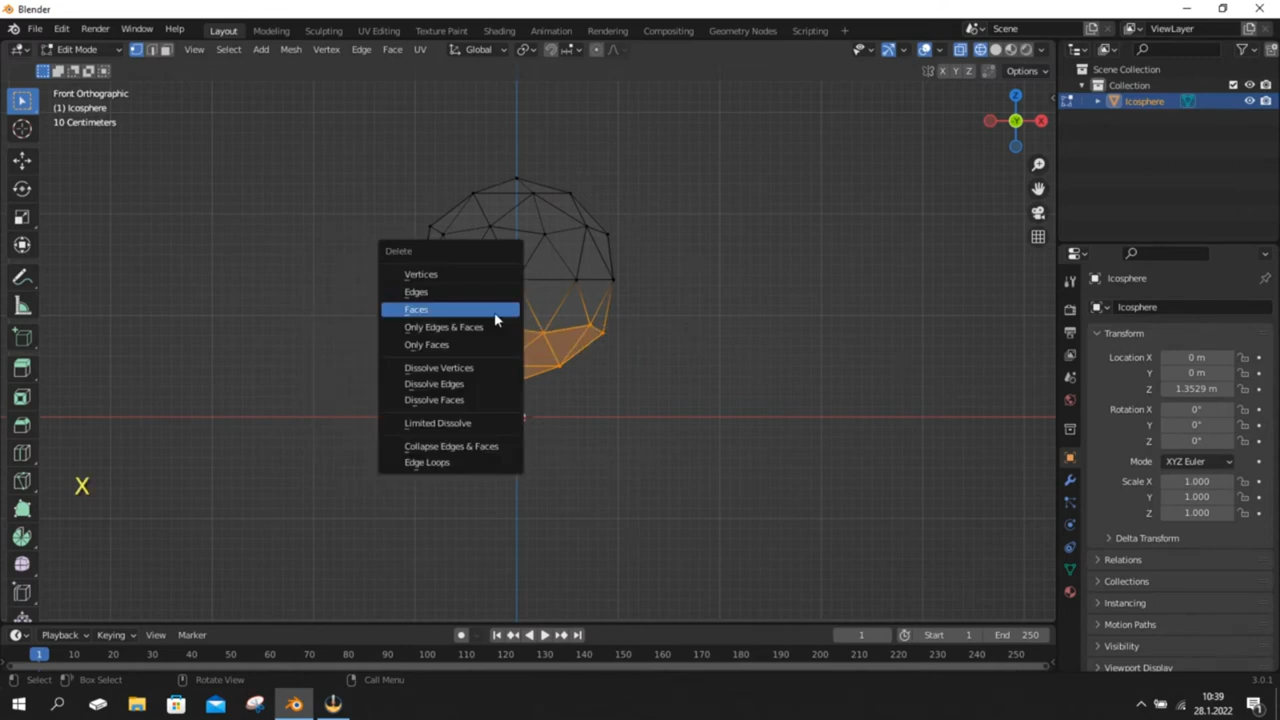 Blender
File Edit Render Window Help
Layout Modeling Sculpting UV Editing Texture Paint Shading Animation Rendering Compositing Geometry Nodes Scripting +
Scene
ViewLayer
Edit Mode
View Select Add Mesh Vertex Edge Face UV
Global
X Y Z
Options
Front Orthographic
(1) Icosphere
10 Centimeters
Z
X
-Y
Delete
Vertices
Edges
Faces
Only Edges & Faces
Only Faces
Dissolve Vertices
Dissolve Edges
Dissolve Faces
Limited Dissolve
Collapse Edges & Faces
Edge Loops
X
Scene Collection
Collection
Icosphere
Icosphere
Icosphere
Transform
Location X 0 m
Y 0 m
Z 1.3529 m
Rotation X 0°
Y 0°
Z 0°
Mode XYZ Euler
Scale X 1.000
Y 1.000
Z 1.000
Delta Transform
Relations
Collections
Instancing
Motion Paths
Visibility
Viewport Display
Playback Keying View Marker
1
Start 1
End 250
1 10 20 30 40 50 60 70 80 90 100 110 120 130 140 150 160 170 180 190 200 210 220 230 240 250
Select
Box Select
Rotate View
Call Menu
3.0.1
10:39
28.1.2022
1